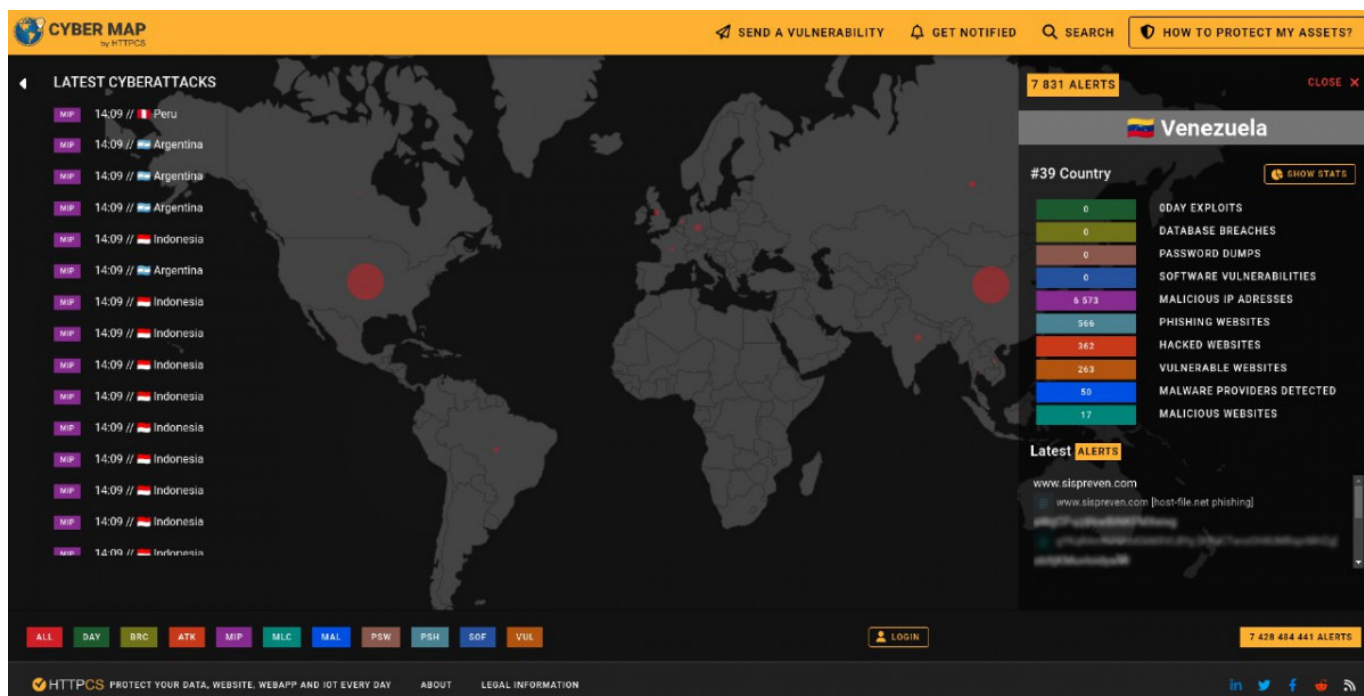 CYBER MAP
by HTTPCS
SEND A VULNERABILITY
GET NOTIFIED
SEARCH
HOW TO PROTECT MY ASSETS?
LATEST CYBERATTACKS
MIP 14:09 // Peru
MIP 14:09 // Argentina
MIP 14:09 // Argentina
MIP 14:09 // Argentina
MIP 14:09 // Indonesia
MIP 14:09 // Argentina
MIP 14:09 // Indonesia
MIP 14:09 // Indonesia
MIP 14:09 // Indonesia
MIP 14:09 // Indonesia
MIP 14:09 // Indonesia
MIP 14:09 // Indonesia
MIP 14:09 // Indonesia
MIP 14:09 // Indonesia
MIP 14:09 // Indonesia
7 831 ALERTS
CLOSE X
Venezuela
#39 Country
SHOW STATS
0 0DAY EXPLOITS
0 DATABASE BREACHES
0 PASSWORD DUMPS
0 SOFTWARE VULNERABILITIES
6 573 MALICIOUS IP ADRESSES
566 PHISHING WEBSITES
362 HACKED WEBSITES
263 VULNERABLE WEBSITES
50 MALWARE PROVIDERS DETECTED
17 MALICIOUS WEBSITES
Latest ALERTS
www.sispreven.com
www.sispreven.com [host-file.net phishing]
ALL DAY BRC ATK MIP MLC MAL PSW PSH SOF VUL
LOGIN
7 428 484 441 ALERTS
HTTPCS PROTECT YOUR DATA, WEBSITE, WEBAPP AND IOT EVERY DAY
ABOUT
LEGAL INFORMATION